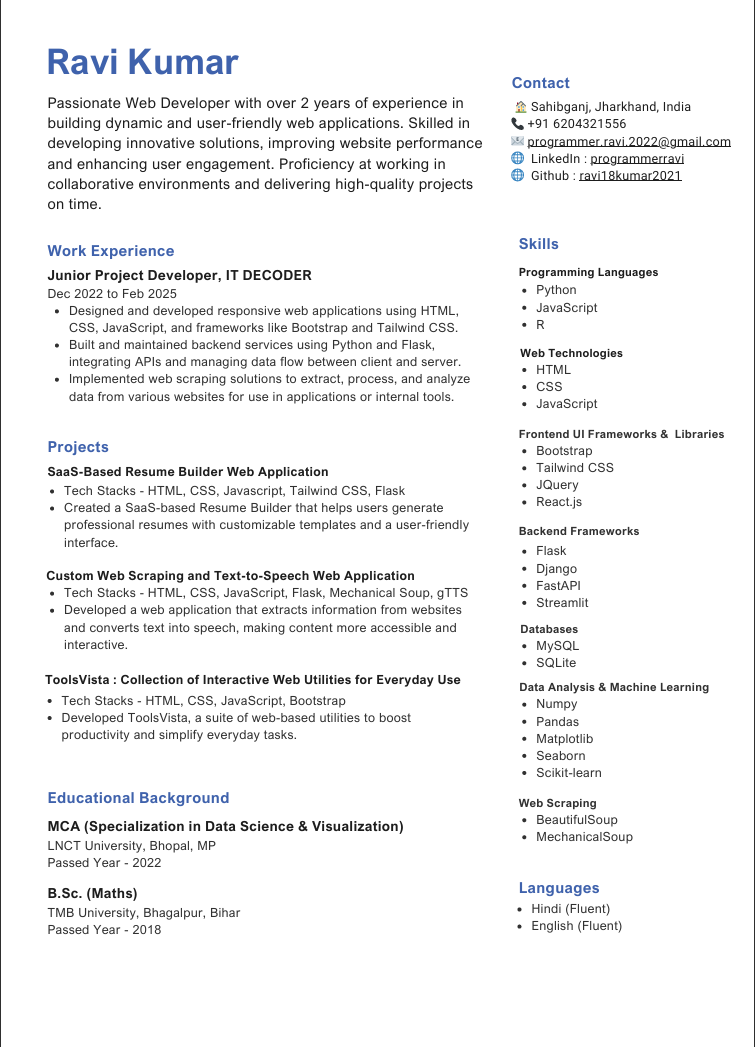 Ravi Kumar
Passionate Web Developer with over 2 years of experience in
building dynamic and user-friendly web applications. Skilled in
developing innovative solutions, improving website performance
and enhancing user engagement. Proficiency at working in
collaborative environments and delivering high-quality projects
on time.
Work Experience
Junior Project Developer, IT DECODER
Dec 2022 to Feb 2025
• Designed and developed responsive web applications using HTML,
CSS, JavaScript, and frameworks like Bootstrap and Tailwind CSS.
• Built and maintained backend services using Python and Flask,
integrating APIs and managing data flow between client and server.
• Implemented web scraping solutions to extract, process, and analyze
data from various websites for use in applications or internal tools.
Projects
SaaS-Based Resume Builder Web Application
• Tech Stacks - HTML, CSS, Javascript, Tailwind CSS, Flask
• Created a SaaS-based Resume Builder that helps users generate
professional resumes with customizable templates and a user-friendly
interface.
Custom Web Scraping and Text-to-Speech Web Application
• Tech Stacks - HTML, CSS, JavaScript, Flask, Mechanical Soup, gTTS
• Developed a web application that extracts information from websites
and converts text into speech, making content more accessible and
interactive.
ToolsVista : Collection of Interactive Web Utilities for Everyday Use
• Tech Stacks - HTML, CSS, JavaScript, Bootstrap
• Developed ToolsVista, a suite of web-based utilities to boost
productivity and simplify everyday tasks.
Educational Background
MCA (Specialization in Data Science & Visualization)
LNCT University, Bhopal, MP
Passed Year - 2022
B.Sc. (Maths)
TMB University, Bhagalpur, Bihar
Passed Year - 2018
Contact
Sahibganj, Jharkhand, India
+91 6204321556
programmer.ravi.2022@gmail.com
LinkedIn : programmerravi
Github : ravi18kumar2021
Skills
Programming Languages
• Python
• JavaScript
• R
Web Technologies
• HTML
• CSS
• JavaScript
Frontend UI Frameworks & Libraries
• Bootstrap
• Tailwind CSS
• JQuery
• React.js
Backend Frameworks
• Flask
• Django
• FastAPI
• Streamlit
Databases
• MySQL
• SQLite
Data Analysis & Machine Learning
• Numpy
• Pandas
• Matplotlib
• Seaborn
• Scikit-learn
Web Scraping
• BeautifulSoup
• MechanicalSoup
Languages
• Hindi (Fluent)
• English (Fluent)